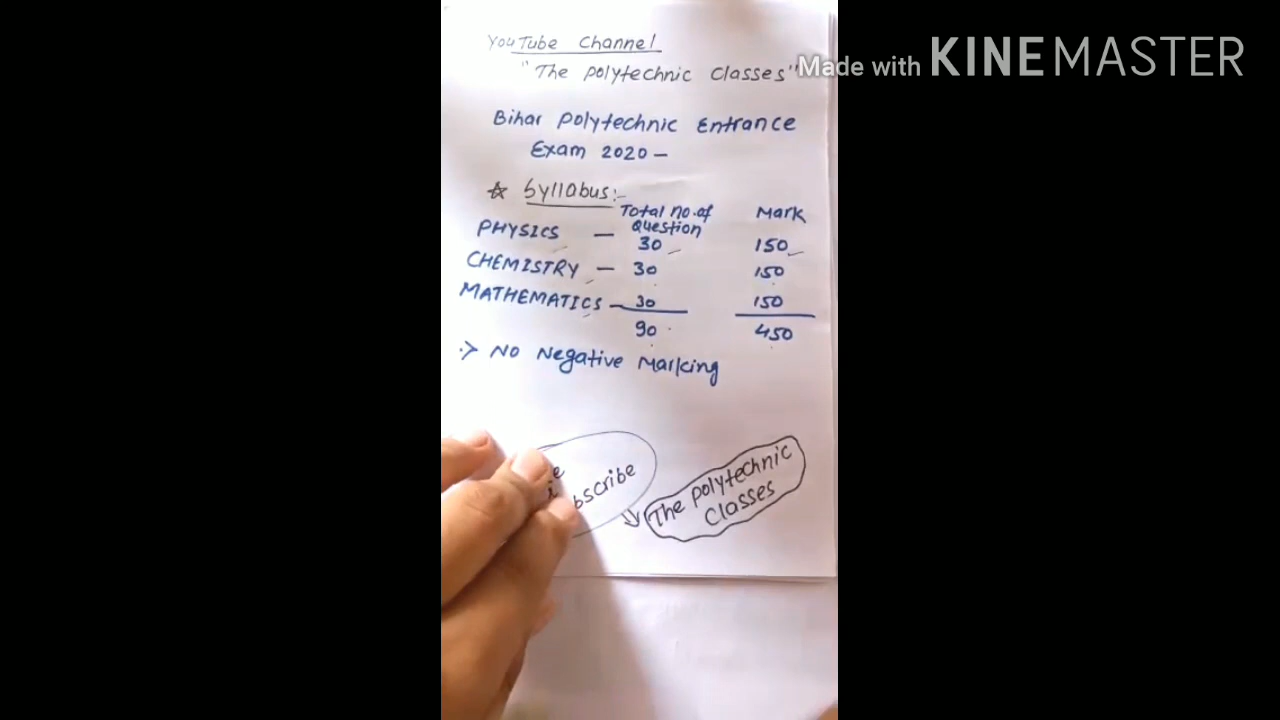 YouTube Channel
"The Polytechnic Classes"
Made with KINEMASTER
Bihar Polytechnic Entrance
Exam 2020 -
☆ Syllabus:-
Total no. of Question Mark
PHYSICS - 30 150
CHEMISTRY - 30 150
MATHEMATICS - 30 150
90 450
:> No Negative Marking
bscribe
The Polytechnic
Classes